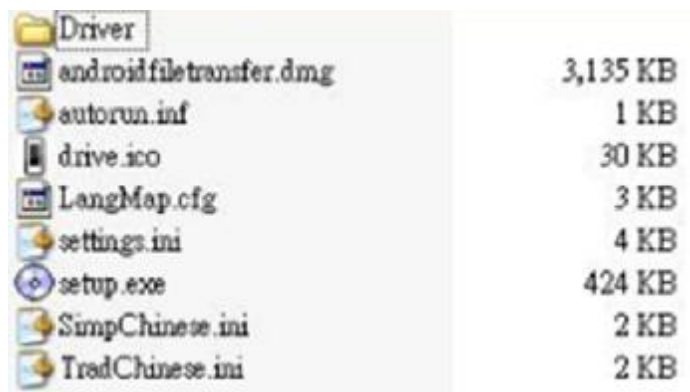 Driver
androidfiletransfer.dmg 3,135 KB
autorun.inf 1 KB
drive.ico 30 KB
LangMap.cfg 3 KB
settings.ini 4 KB
setup.exe 424 KB
SimpChinese.ini 2 KB
TradChinese.ini 2 KB